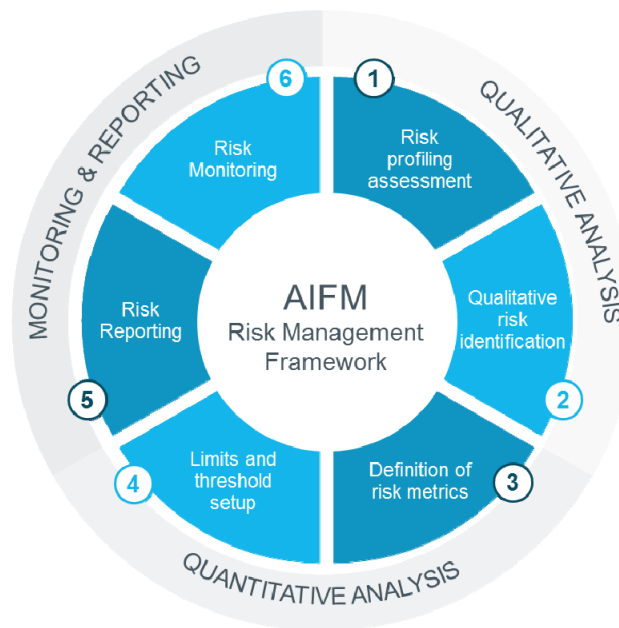 AIFM
Risk Management
Framework
QUALITATIVE ANALYSIS
1
Risk
profiling
assessment
2
Qualitative
risk
identification
QUANTITATIVE ANALYSIS
3
Definition of
risk metrics
4
Limits and
threshold
setup
MONITORING & REPORTING
5
Risk
Reporting
6
Risk
Monitoring